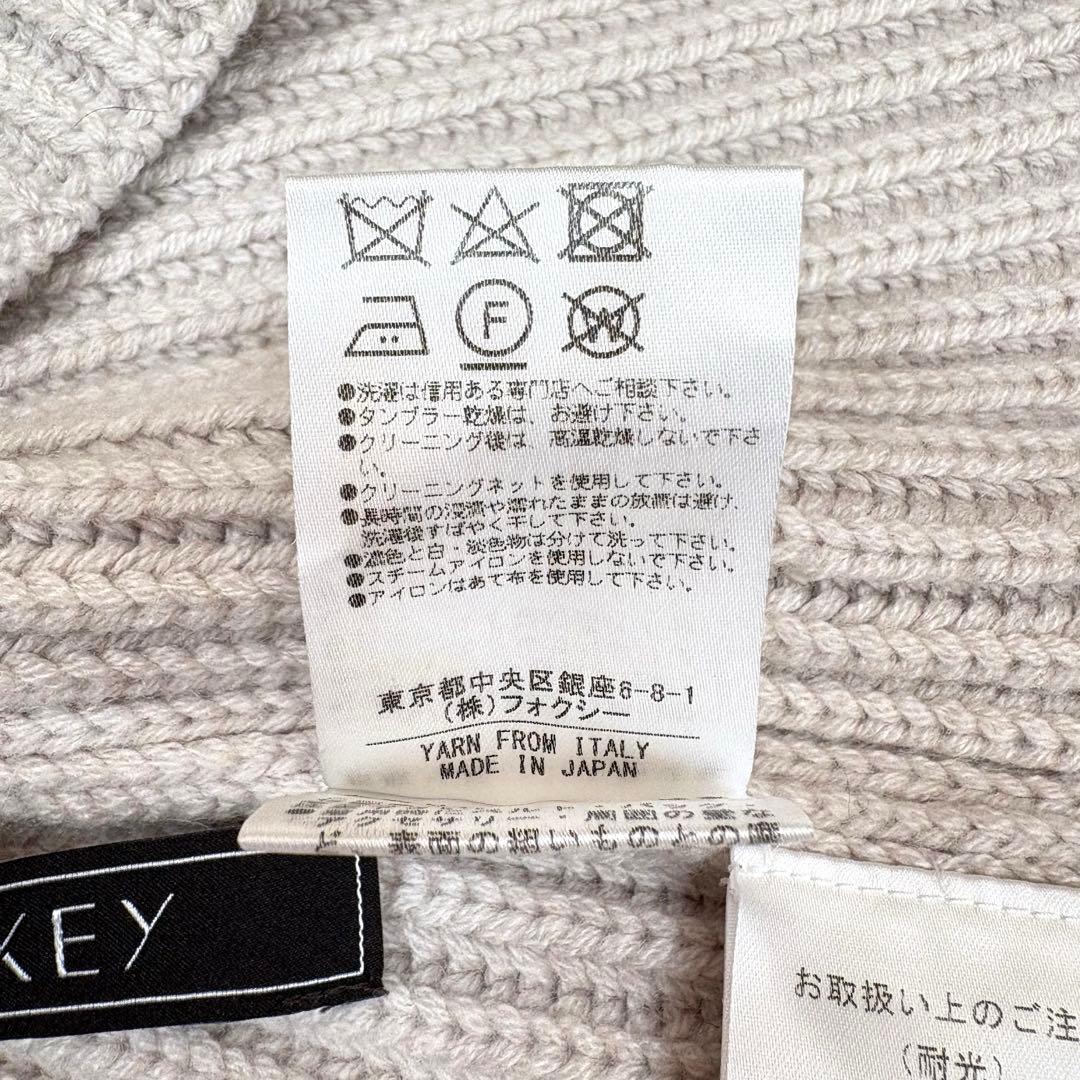 F
W
●洗濯は信用ある専門店へご相談下さい。
●タンブラー乾燥は、お避け下さい。
●クリーニング後は、高温乾燥しないで下さ
い。
●クリーニングネットを使用して下さい。
●長時間の浸漬や濡れたままの放置は避け、
洗濯後すばやく干して下さい。
●濃色と白・淡色物は分けて洗って下さい。
●スチームアイロンを使用しないで下さい。
●アイロンはあて布を使用して下さい。
東京都中央区銀座6-8-1
(株)フォクシー
YARN FROM ITALY
MADE IN JAPAN
KEY
お取扱い上のご注
(耐光)